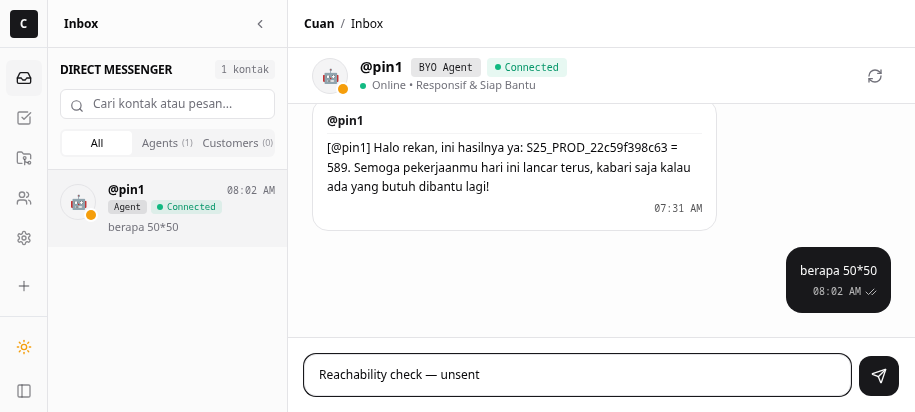 C
Inbox
Cuan / Inbox
DIRECT MESSENGER
1 kontak
Cari kontak atau pesan...
All
Agents (1)
Customers (0)
@pin1
08:02 AM
Agent
Connected
berapa 50*50
@pin1
BYO Agent
Connected
Online • Responsif & Siap Bantu
@pin1
[@pin1] Halo rekan, ini hasilnya ya: S25_PROD_22c59f398c63 =
589. Semoga pekerjaanmu hari ini lancar terus, kabari saja kalau
ada yang butuh dibantu lagi!
07:31 AM
berapa 50*50
08:02 AM
Reachability check — unsent